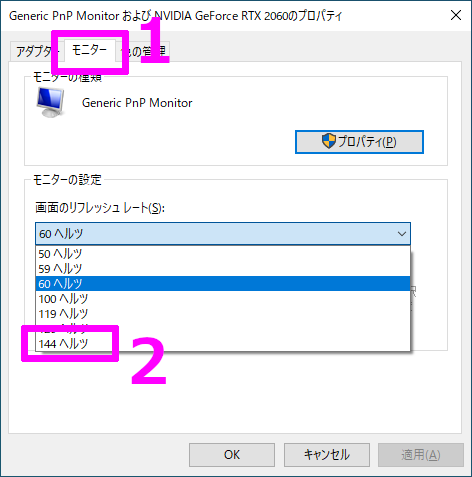 Generic PnP Monitor および NVIDIA GeForce RTX 2060のプロパティ
アダプター モニター の管理
1
モニターの種類
Generic PnP Monitor
プロパティ(P)
モニターの設定
画面のリフレッシュ レート(S):
60 ヘルツ
50 ヘルツ
59 ヘルツ
60 ヘルツ
100 ヘルツ
119 ヘルツ
144 ヘルツ
2
OK キャンセル 適用(A)